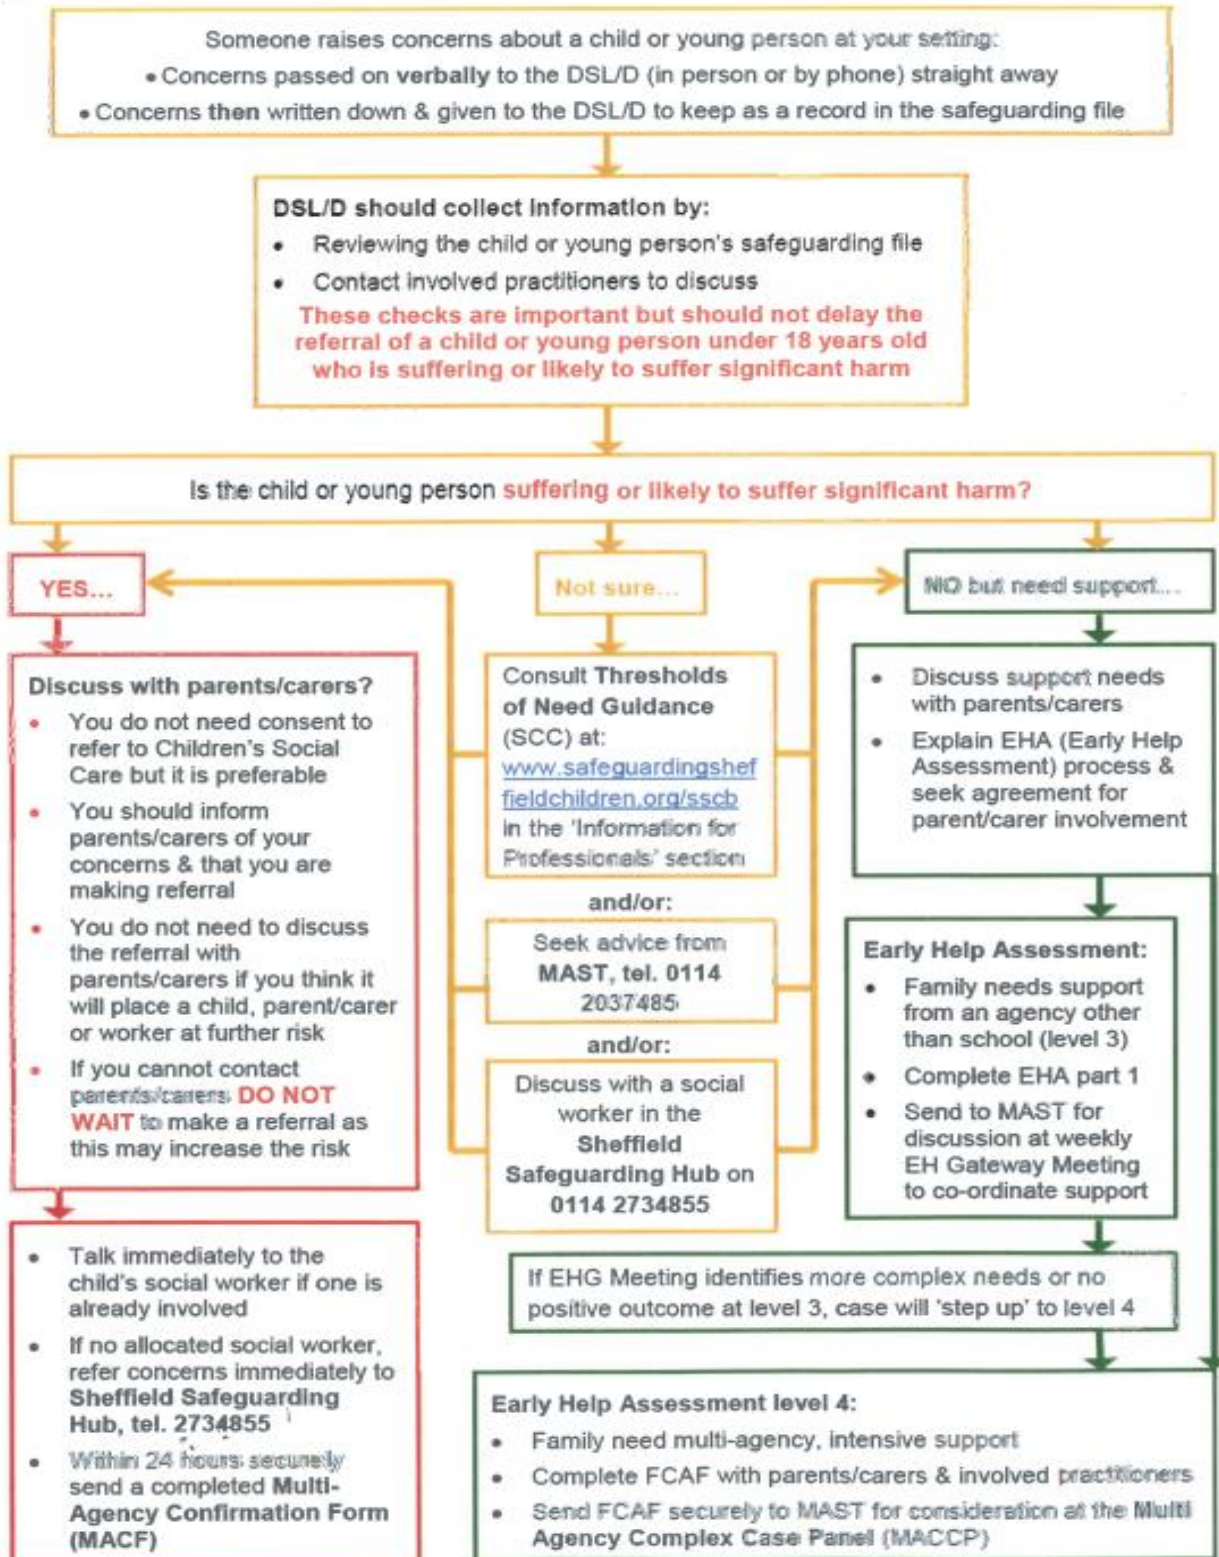 Someone raises concerns about a child or young person at your setting:
• Concerns passed on verbally to the DSL/D (in person or by phone) straight away
• Concerns then written down & given to the DSL/D to keep as a record in the safeguarding file
DSL/D should collect information by:
• Reviewing the child or young person's safeguarding file
• Contact involved practitioners to discuss
These checks are important but should not delay the
referral of a child or young person under 18 years old
who is suffering or likely to suffer significant harm
Is the child or young person suffering or likely to suffer significant harm?
YES...
Discuss with parents/carers?
• You do not need consent to
refer to Children's Social
Care but it is preferable
• You should inform
parents/carers of your
concerns & that you are
making referral
• You do not need to discuss
the referral with
parents/carers if you think it
will place a child, parent/carer
or worker at further risk
• If you cannot contact
parents/carers DO NOT
WAIT to make a referral as
this may increase the risk
• Talk immediately to the
child's social worker if one is
already involved
• If no allocated social worker,
refer concerns immediately to
Sheffield Safeguarding
Hub, tel. 2734855
• Within 24 hours securely
send a completed Multi-
Agency Confirmation Form
(MACF)
Not sure...
Consult Thresholds
of Need Guidance
(SCC) at:
www.safeguardingshef
fieldchildren.org/sscb
in the 'Information for
Professionals' section
and/or:
Seek advice from
MAST, tel. 0114
2037485
and/or:
Discuss with a social
worker in the
Sheffield
Safeguarding Hub on
0114 2734855
NO but need support...
• Discuss support needs
with parents/carers
• Explain EHA (Early Help
Assessment) process &
seek agreement for
parent/carer involvement
Early Help Assessment:
• Family needs support
from an agency other
than school (level 3)
• Complete EHA part 1
• Send to MAST for
discussion at weekly
EH Gateway Meeting
to co-ordinate support
If EHG Meeting identifies more complex needs or no
positive outcome at level 3, case will 'step up' to level 4
Early Help Assessment level 4:
• Family need multi-agency, intensive support
• Complete FCAF with parents/carers & involved practitioners
• Send FCAF securely to MAST for consideration at the Multi
Agency Complex Case Panel (MACCP)